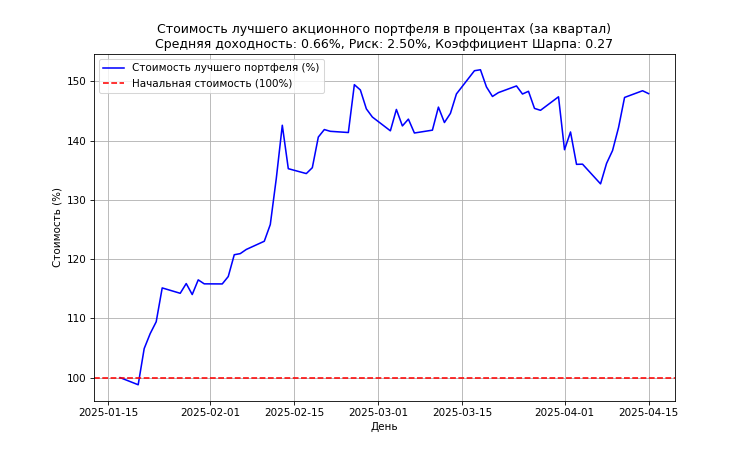 Стоимость лучшего акционного портфеля в процентах (за квартал)
Средняя доходность: 0.66%, Риск: 2.50%, Коэффициент Шарпа: 0.27
Стоимость лучшего портфеля (%)
Начальная стоимость (100%)
Стоимость (%)
150
140
130
120
110
100
2025-01-15
2025-02-01
2025-02-15
2025-03-01
2025-03-15
2025-04-01
2025-04-15
День